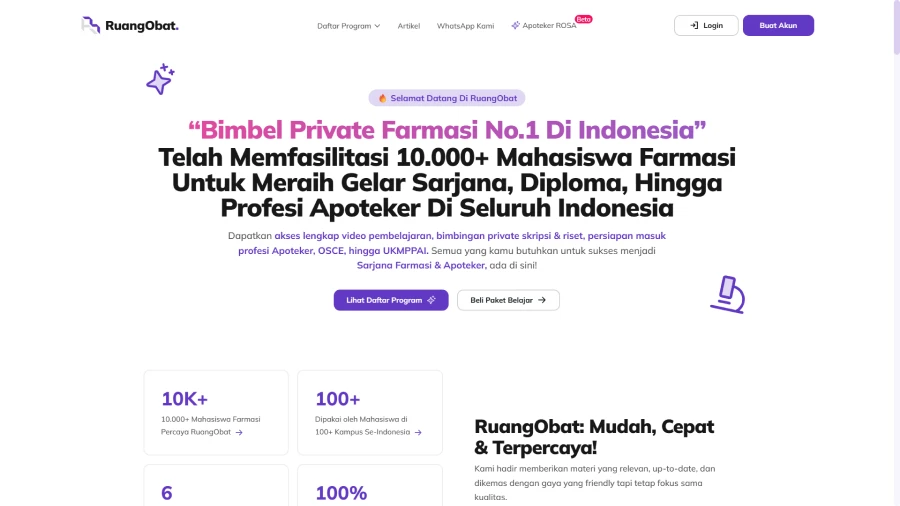 RuangObat.
Daftar Program
Artikel
WhatsApp Kami
Apoteker ROSA
Beta
Login
Buat Akun
Selamat Datang Di RuangObat
“Bimbel Private Farmasi No.1 Di Indonesia”
Telah Memfasilitasi 10.000+ Mahasiswa Farmasi
Untuk Meraih Gelar Sarjana, Diploma, Hingga
Profesi Apoteker Di Seluruh Indonesia
Dapatkan akses lengkap video pembelajaran, bimbingan private skripsi & riset, persiapan masuk
profesi Apoteker, OSCE, hingga UKMPPAI. Semua yang kamu butuhkan untuk sukses menjadi
Sarjana Farmasi & Apoteker, ada di sini!
Lihat Daftar Program
Beli Paket Belajar
10K+
10.000+ Mahasiswa Farmasi
Percaya RuangObat
100+
Dipakai oleh Mahasiswa di
100+ Kampus Se-Indonesia
6
100%
RuangObat: Mudah, Cepat
& Terpercaya!
Kami hadir memberikan materi yang relevan, up-to-date, dan
dikemas dengan gaya yang friendly tapi tetap fokus sama
kualitas.